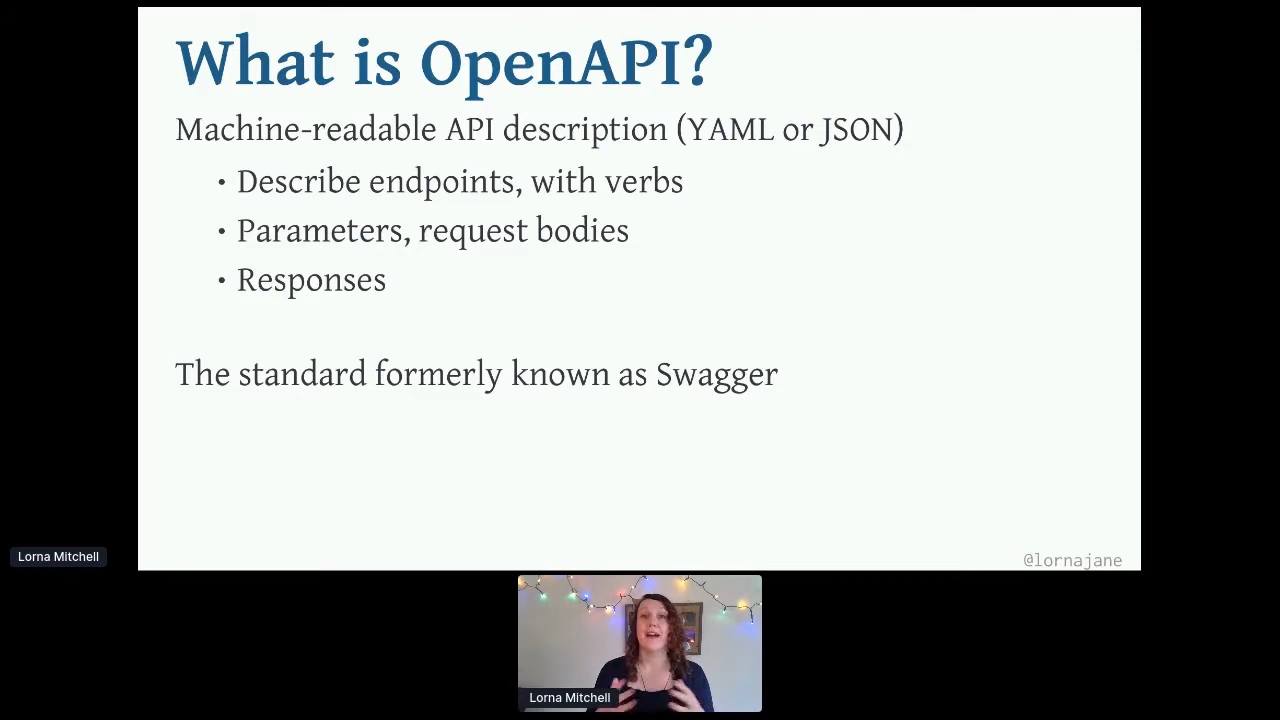 What is OpenAPI?
Machine-readable API description (YAML or JSON)
• Describe endpoints, with verbs
• Parameters, request bodies
• Responses
The standard formerly known as Swagger
@lornajane
Lorna Mitchell
Lorna Mitchell